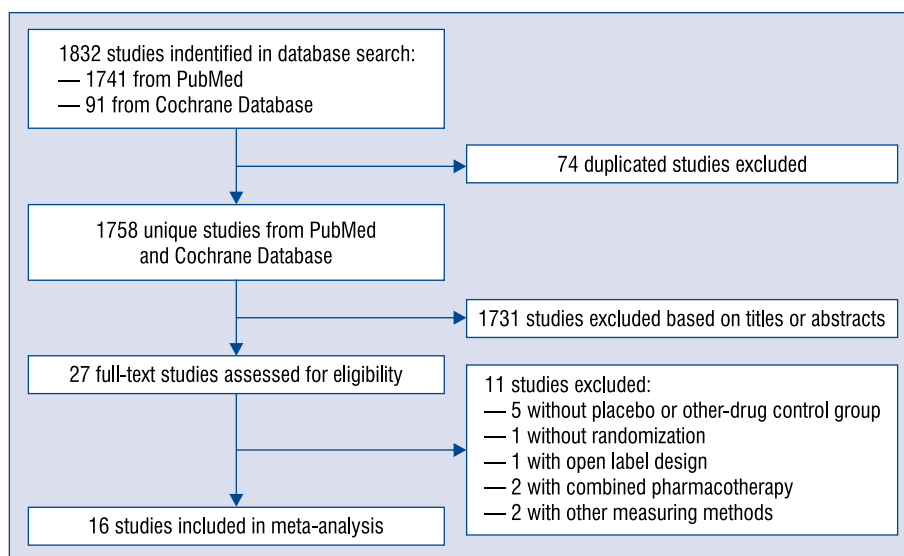 1832 studies indentified in database search:
— 1741 from PubMed
— 91 from Cochrane Database
74 duplicated studies excluded
1758 unique studies from PubMed
and Cochrane Database
1731 studies excluded based on titles or abstracts
27 full-text studies assessed for eligibility
11 studies excluded:
— 5 without placebo or other-drug control group
— 1 without randomization
— 1 with open label design
— 2 with combined pharmacotherapy
— 2 with other measuring methods
16 studies included in meta-analysis